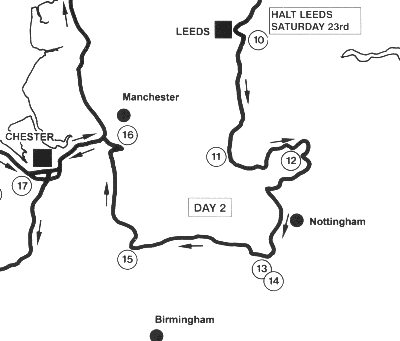 HALT LEEDS
SATURDAY 23rd
LEEDS
10
Manchester
CHESTER
16
11
12
17
DAY 2
Nottingham
15
13
14
Birmingham